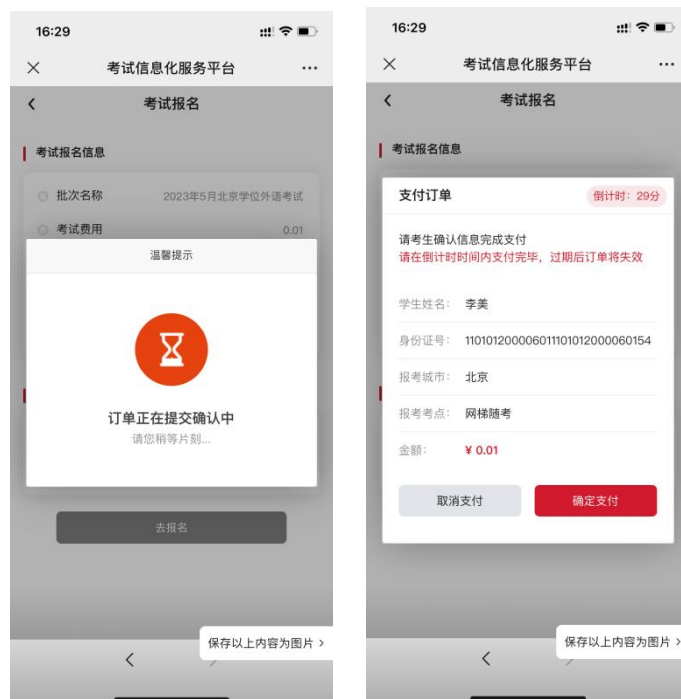 16:29
考试信息化服务平台
考试报名
考试报名信息
批次名称 2023年5月北京学位外语考试
考试费用 0.01
温馨提示
订单正在提交确认中
请您稍等片刻...
去报名
保存以上内容为图片 >
16:29
考试信息化服务平台
考试报名
考试报名信息
支付订单 倒计时：29分
请考生确认信息完成支付
请在倒计时时间内支付完毕，过期后订单将失效
学生姓名： 李美
身份证号： 110101200006011101012000060154
报考城市： 北京
报考考点： 网梯随考
金额： ¥ 0.01
取消支付 确定支付
保存以上内容为图片 >